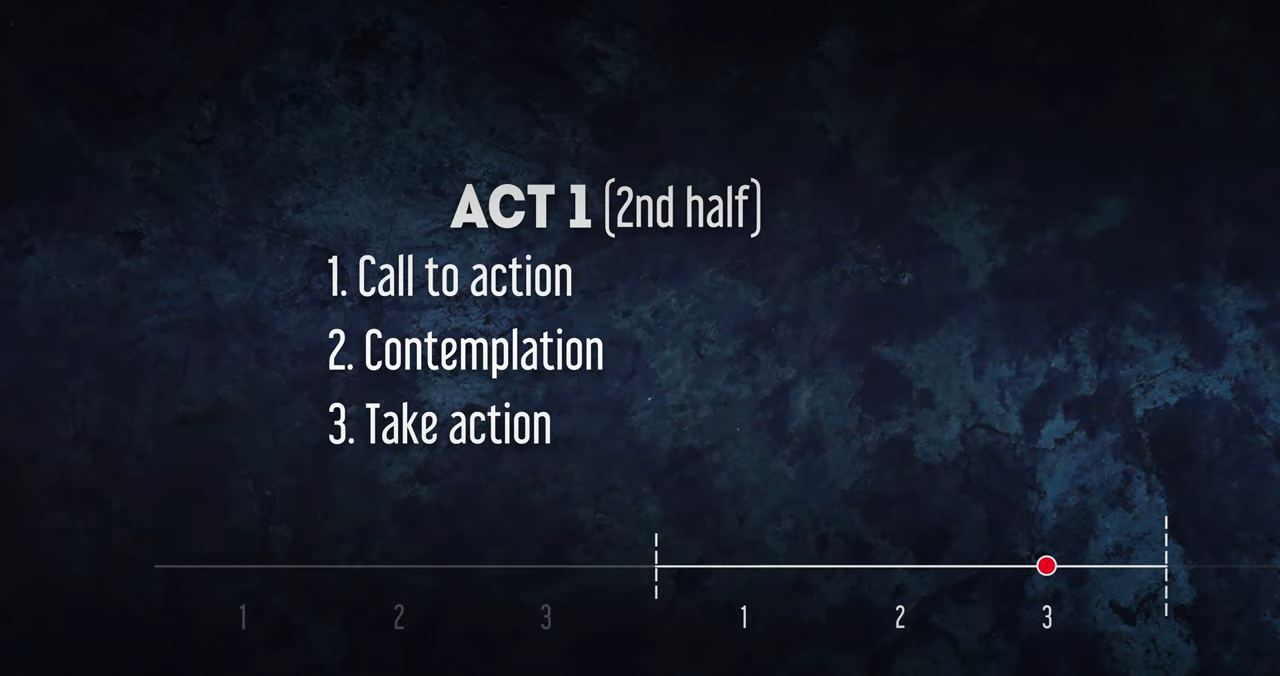 ACT 1 (2nd half)
1. Call to action
2. Contemplation
3. Take action
1 2 3 1 2 3